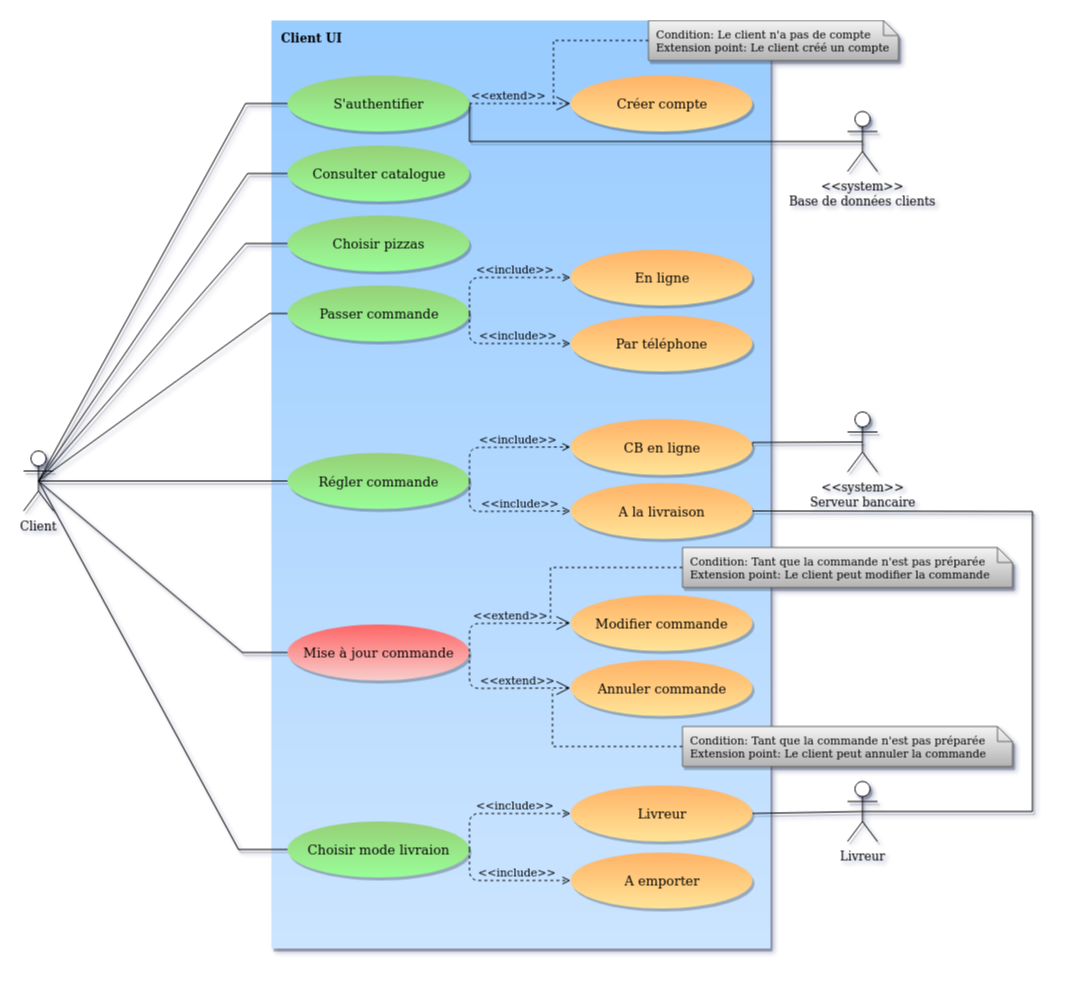 Client UI
Condition: Le client n'a pas de compte
Extension point: Le client créé un compte
S'authentifier
<<extend>>
Créer compte
<<system>>
Base de données clients
Consulter catalogue
Choisir pizzas
<<include>>
En ligne
Passer commande
<<include>>
Par téléphone
<<include>>
CB en ligne
<<system>>
Serveur bancaire
Régler commande
<<include>>
A la livraison
Client
Condition: Tant que la commande n'est pas préparée
Extension point: Le client peut modifier la commande
<<extend>>
Modifier commande
Mise à jour commande
<<extend>>
Annuler commande
Condition: Tant que la commande n'est pas préparée
Extension point: Le client peut annuler la commande
<<include>>
Livreur
Livreur
Choisir mode livraion
<<include>>
A emporter